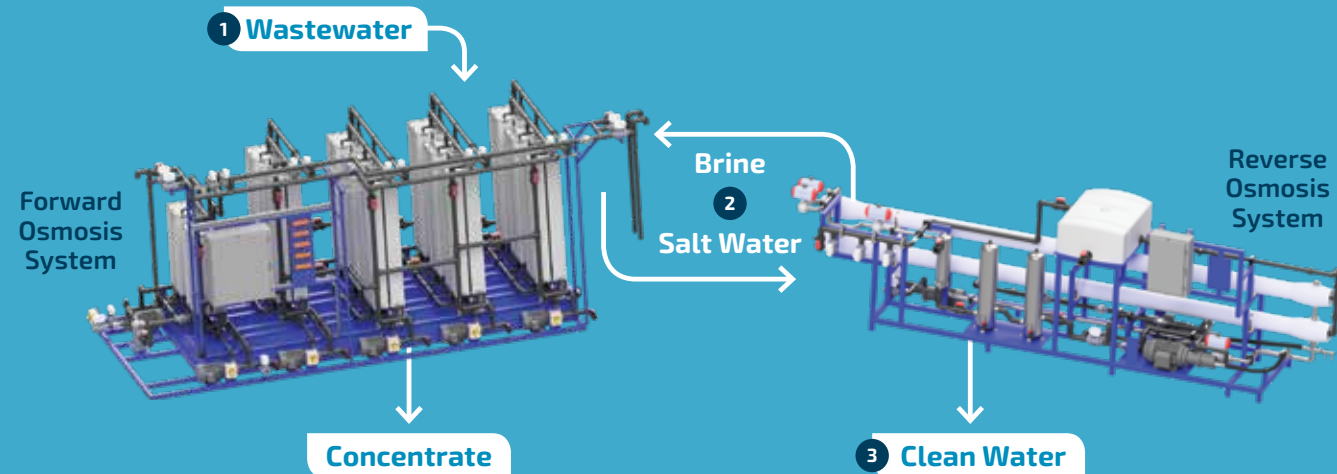 1 Wastewater
Forward
Osmosis
System
Brine
2
Salt Water
Reverse
Osmosis
System
Concentrate
3 Clean Water